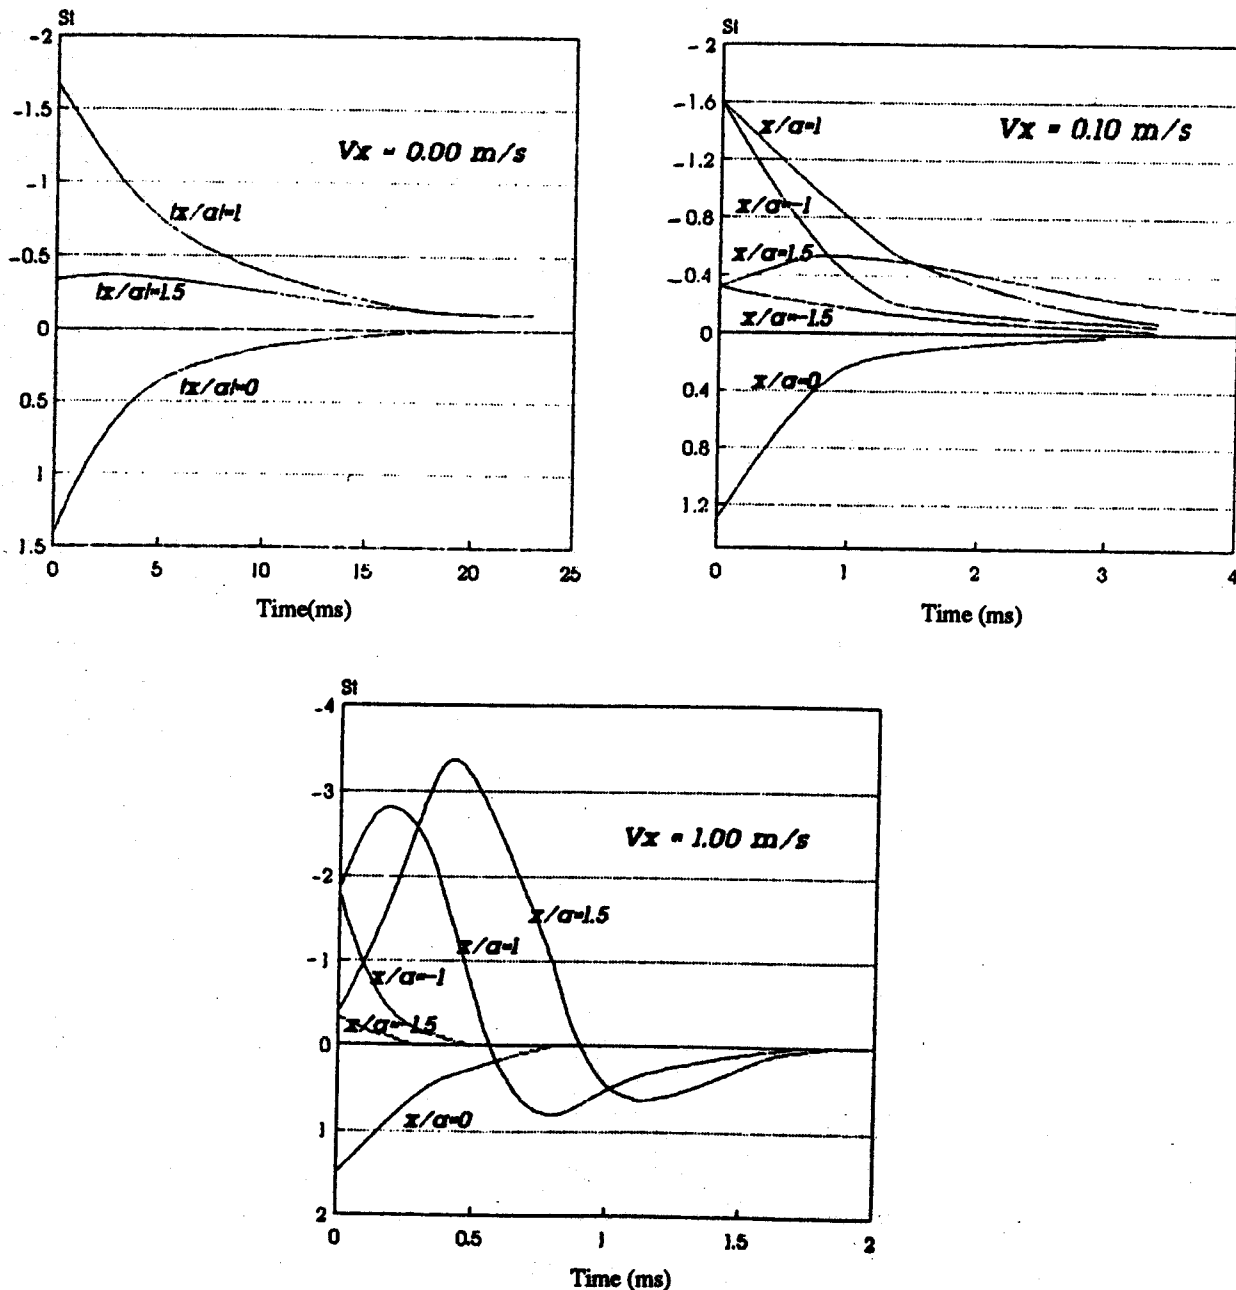 St
-2
-1.5
-1
-0.5
0
0.5
1
1.5
Vx = 0.00 m/s
|x/a|=1
|x/a|=1.5
|x/a|=0
0 5 10 15 20 25
Time(ms)
St
-2
-1.6
-1.2
-0.8
-0.4
0
0.4
0.8
1.2
Vx = 0.10 m/s
x/a=1
x/a=-1
x/a=1.5
x/a=-1.5
x/a=0
0 1 2 3 4
Time (ms)
St
-4
-3
-2
-1
0
1
2
Vx = 1.00 m/s
x/a=1.5
x/a=1
x/a=-1
x/a=-1.5
x/a=0
0 0.5 1 1.5 2
Time (ms)